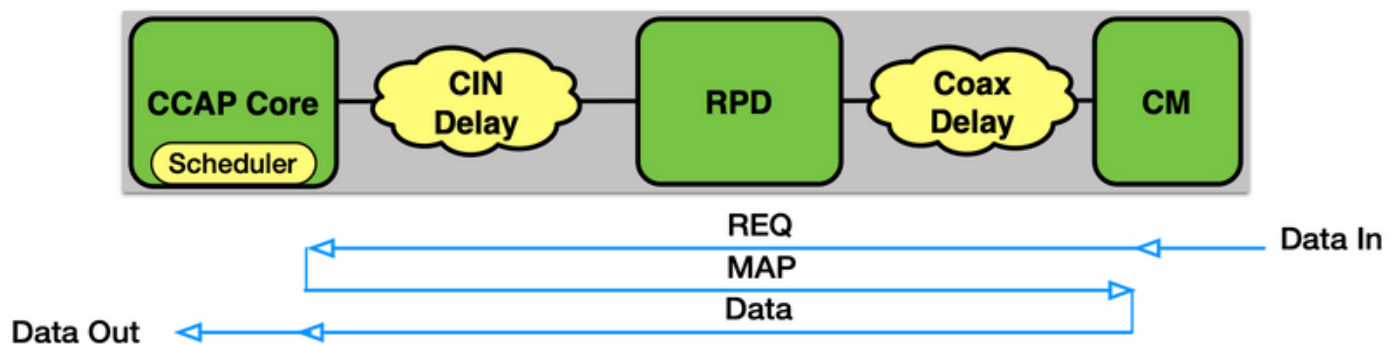 CCAP Core
Scheduler
CIN
Delay
RPD
Coax
Delay
CM
REQ
Data In
MAP
Data
Data Out